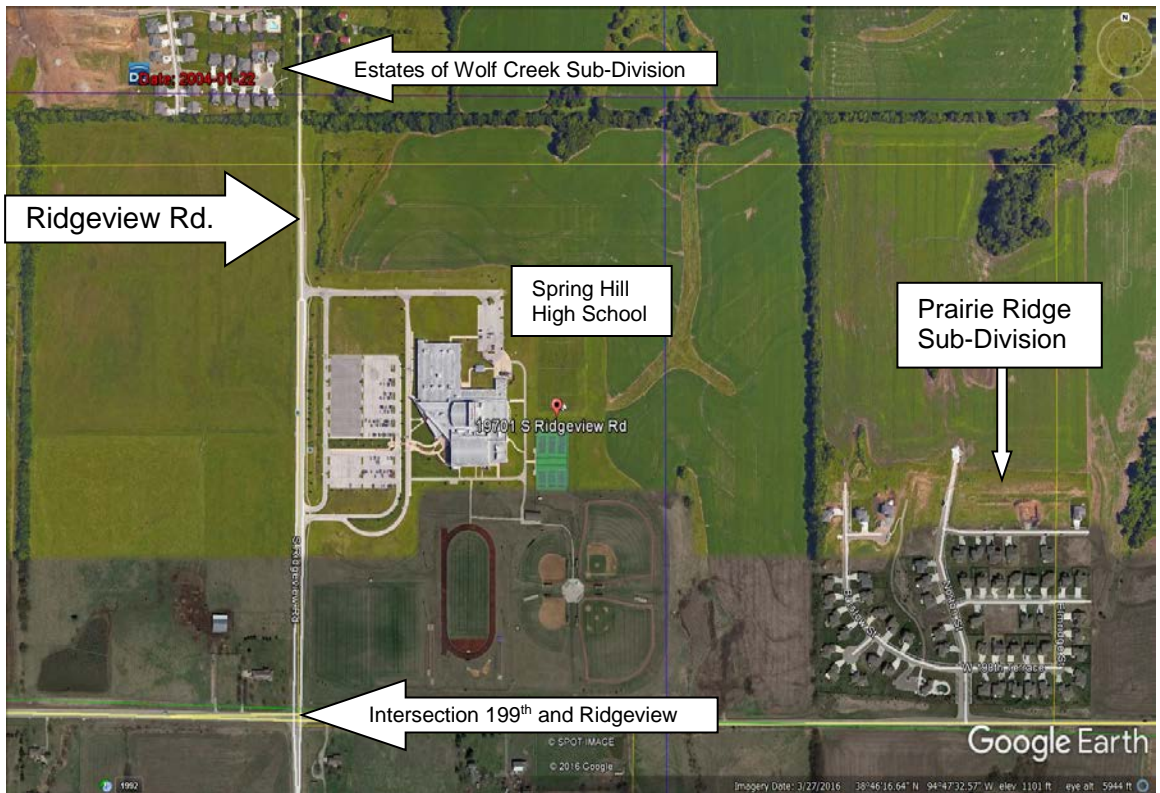 Estates of Wolf Creek Sub-Division
Date: 2004-01-22
N
Ridgeview Rd.
Spring Hill
High School
Prairie Ridge
Sub-Division
19701 S Ridgeview Rd
S Ridgeview Rd
W 198th Terrace
Intersection 199th and Ridgeview
Google Earth
© SPOT IMAGE
© 2016 Google
1992
Imagery Date: 3/27/2016 38°46'16.64" N 94°47'32.57" W elev 1101 ft eye alt 5944 ft